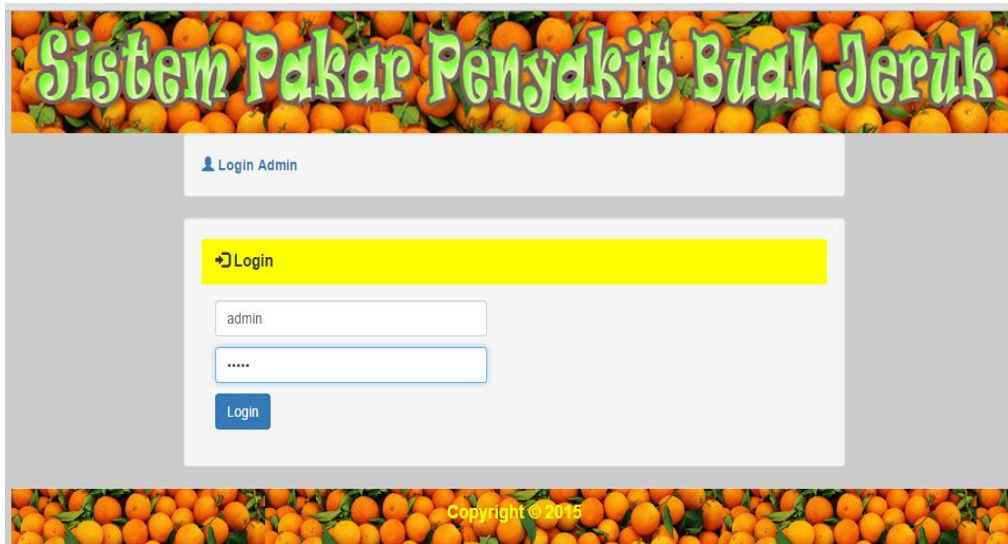 Sistem Pakar Penyakit Buah Jeruk
Login Admin
Login
admin
•••••
Login
Copyright © 2015